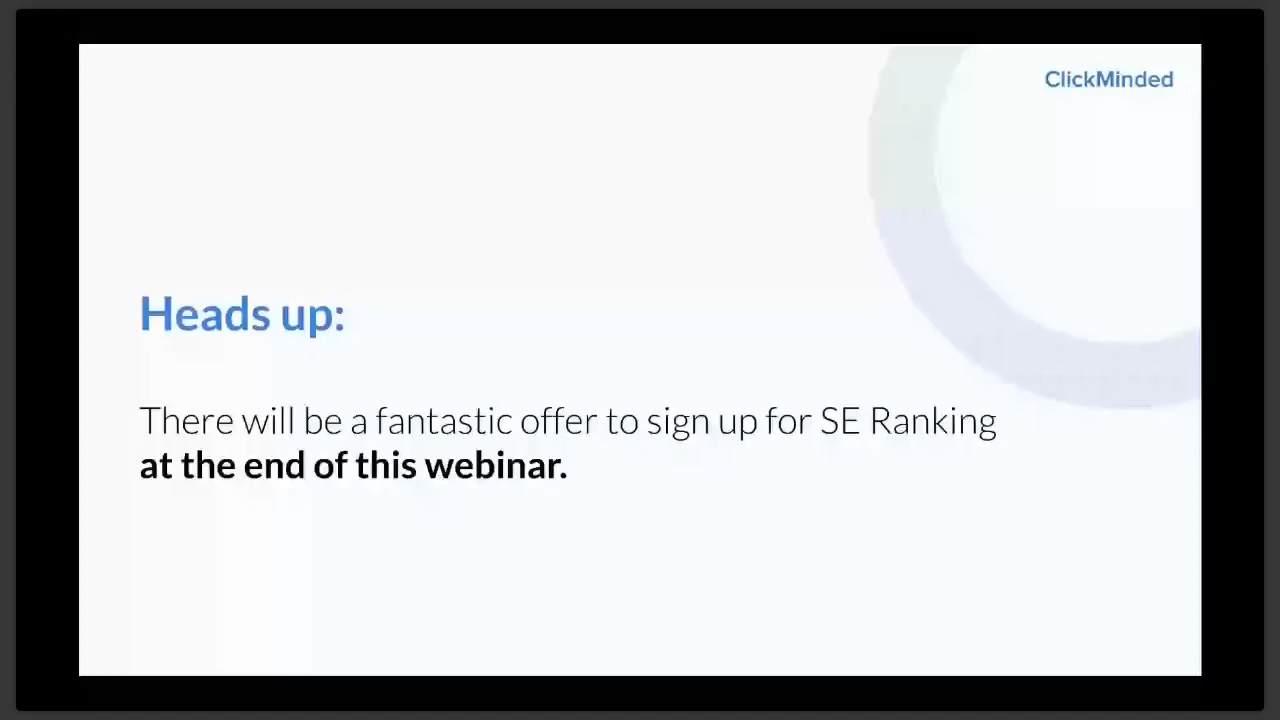 ClickMinded
Heads up:
There will be a fantastic offer to sign up for SE Ranking
at the end of this webinar.